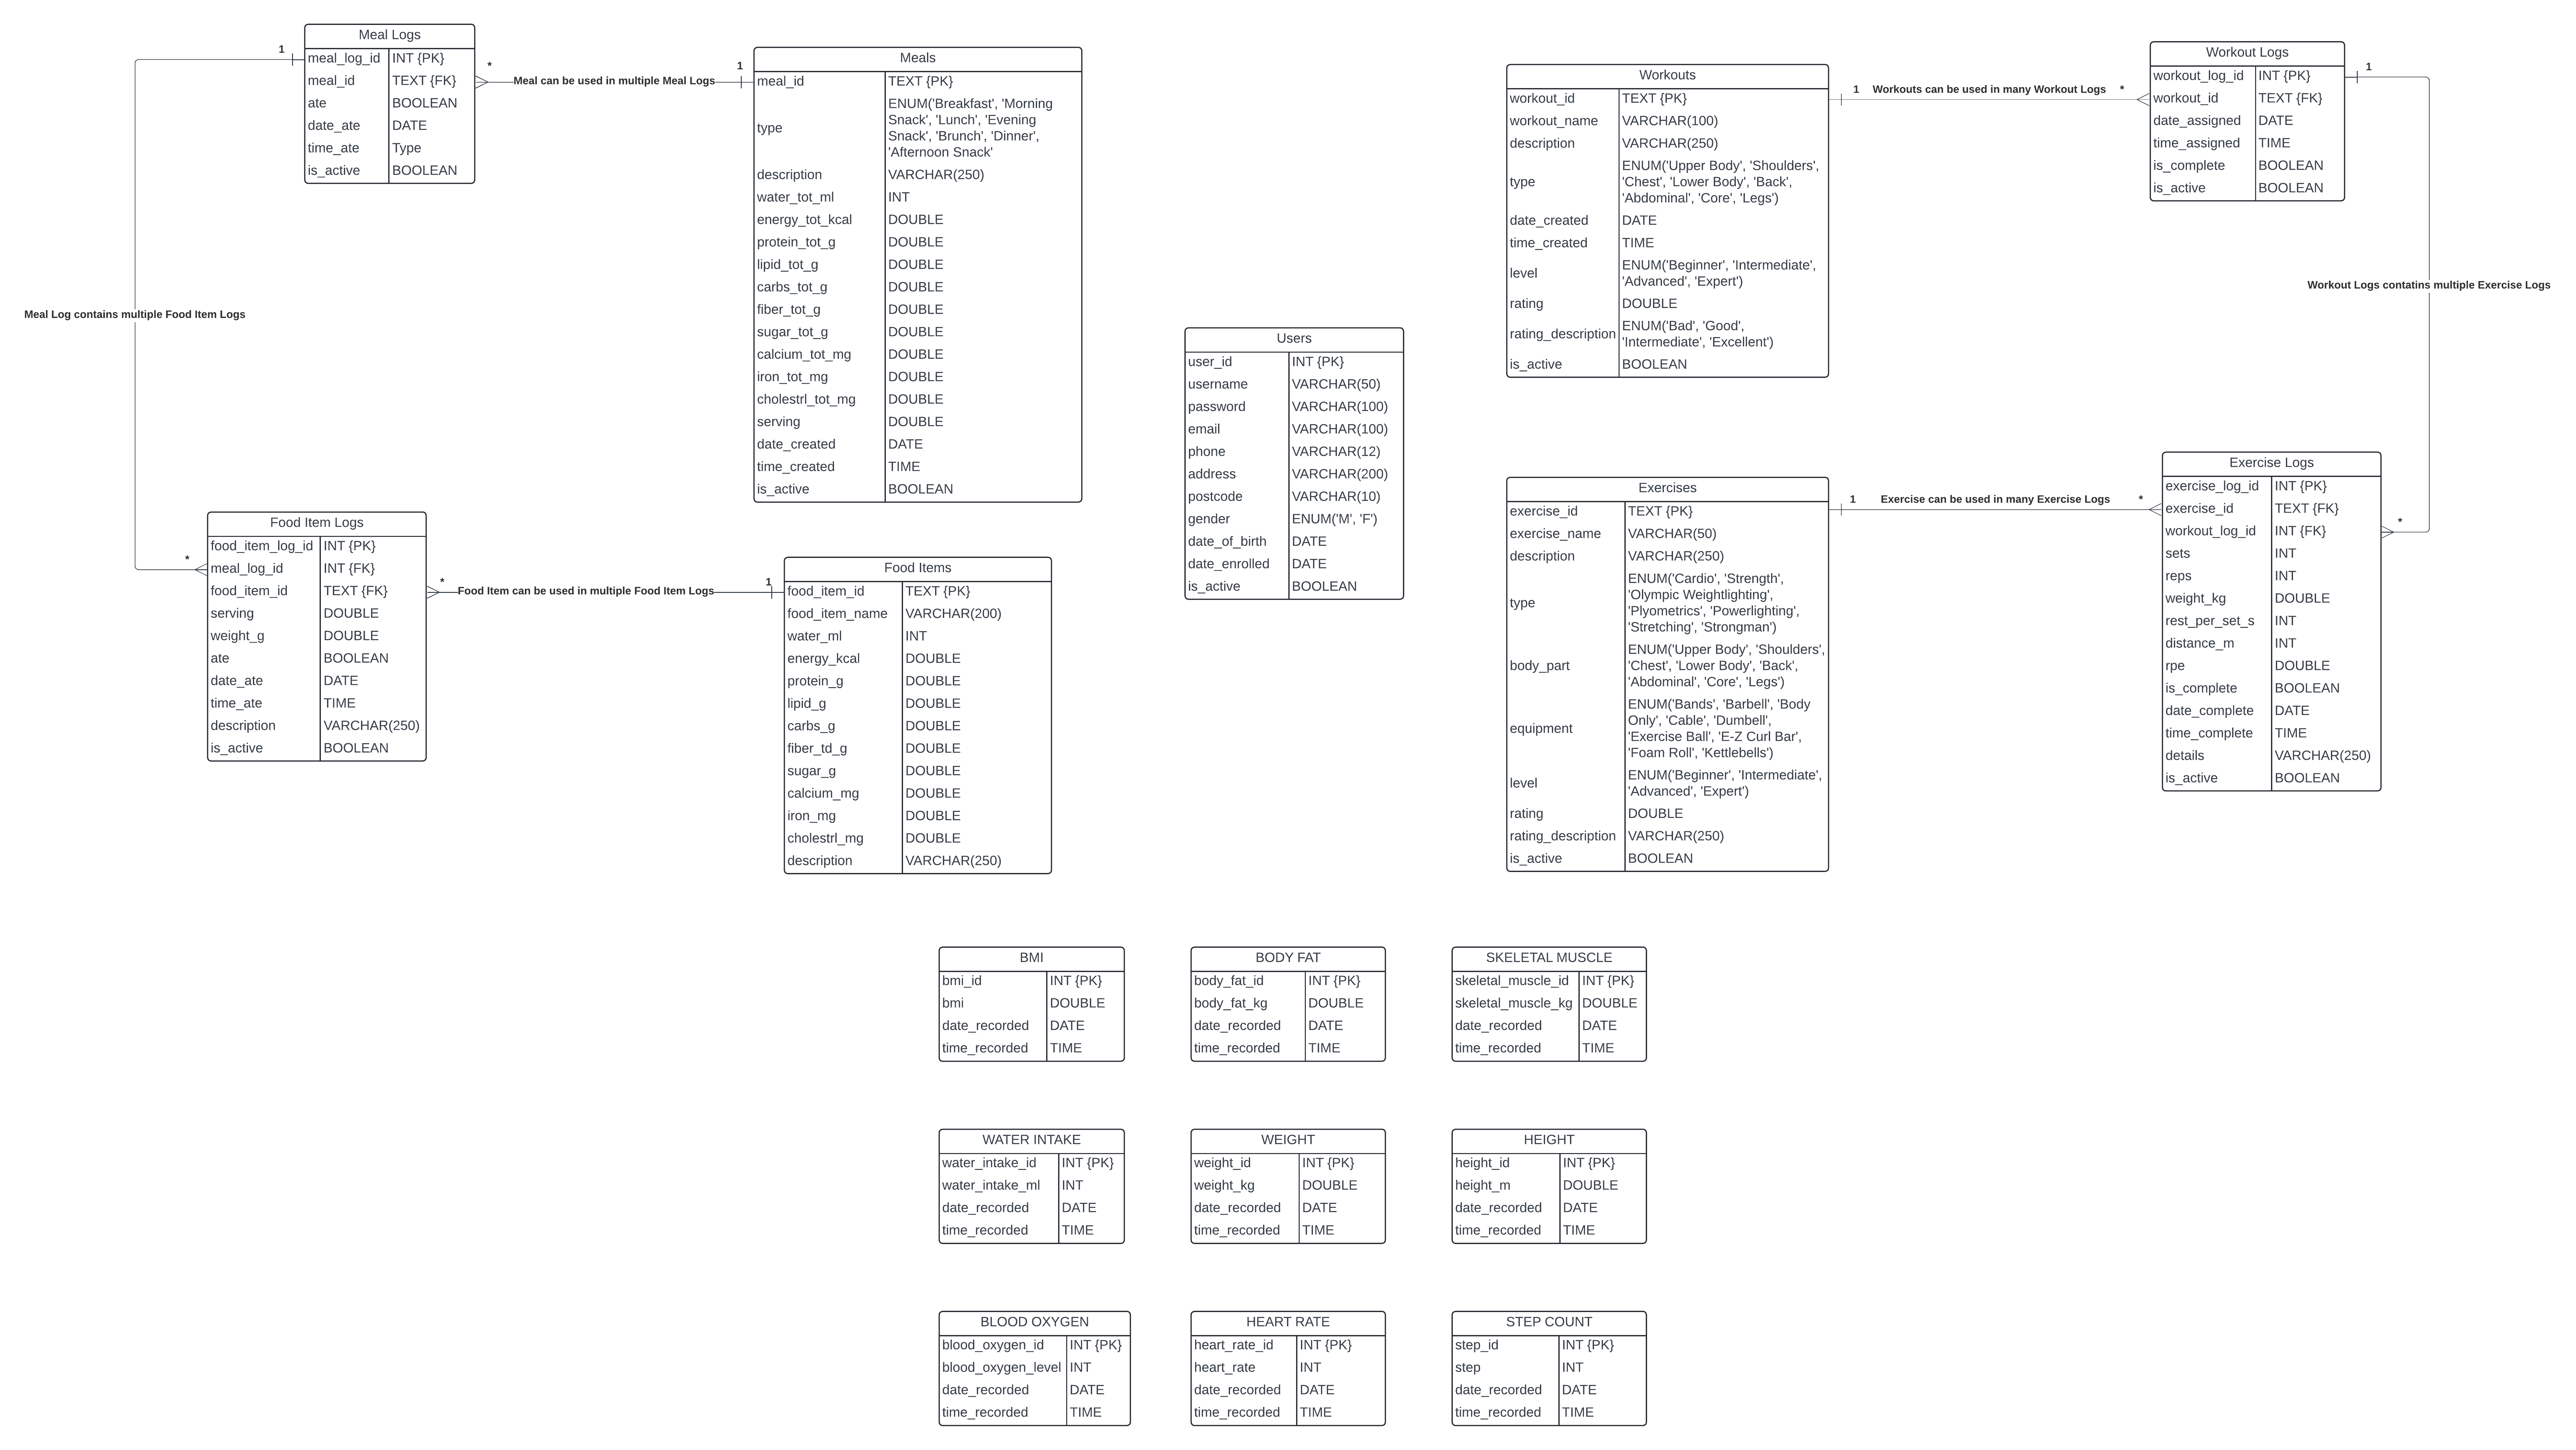 Meal Logs
meal_log_id INT {PK}
meal_id TEXT {FK}
ate BOOLEAN
date_ate DATE
time_ate Type
is_active BOOLEAN
1
*
Meal can be used in multiple Meal Logs
1
Meals
meal_id TEXT {PK}
type ENUM('Breakfast', 'Morning
Snack', 'Lunch', 'Evening
Snack', 'Brunch', 'Dinner',
'Afternoon Snack'
description VARCHAR(250)
water_tot_ml INT
energy_tot_kcal DOUBLE
protein_tot_g DOUBLE
lipid_tot_g DOUBLE
carbs_tot_g DOUBLE
fiber_tot_g DOUBLE
sugar_tot_g DOUBLE
calcium_tot_mg DOUBLE
iron_tot_mg DOUBLE
cholestrl_tot_mg DOUBLE
serving DOUBLE
date_created DATE
time_created TIME
is_active BOOLEAN
Meal Log contains multiple Food Item Logs
*
Food Item Logs
food_item_log_id INT {PK}
meal_log_id INT {FK}
food_item_id TEXT {FK}
serving DOUBLE
weight_g DOUBLE
ate BOOLEAN
date_ate DATE
time_ate TIME
description VARCHAR(250)
is_active BOOLEAN
*
Food Item can be used in multiple Food Item Logs
1
Food Items
food_item_id TEXT {PK}
food_item_name VARCHAR(200)
water_ml INT
energy_kcal DOUBLE
protein_g DOUBLE
lipid_g DOUBLE
carbs_g DOUBLE
fiber_td_g DOUBLE
sugar_g DOUBLE
calcium_mg DOUBLE
iron_mg DOUBLE
cholestrl_mg DOUBLE
description VARCHAR(250)
Users
user_id INT {PK}
username VARCHAR(50)
password VARCHAR(100)
email VARCHAR(100)
phone VARCHAR(12)
address VARCHAR(200)
postcode VARCHAR(10)
gender ENUM('M', 'F')
date_of_birth DATE
date_enrolled DATE
is_active BOOLEAN
Workouts
workout_id TEXT {PK}
workout_name VARCHAR(100)
description VARCHAR(250)
type ENUM('Upper Body', 'Shoulders',
'Chest', 'Lower Body', 'Back',
'Abdominal', 'Core', 'Legs')
date_created DATE
time_created TIME
level ENUM('Beginner', 'Intermediate',
'Advanced', 'Expert')
rating DOUBLE
rating_description ENUM('Bad', 'Good',
'Intermediate', 'Excellent')
is_active BOOLEAN
1
Workouts can be used in many Workout Logs
*
Workout Logs
workout_log_id INT {PK}
workout_id TEXT {FK}
date_assigned DATE
time_assigned TIME
is_complete BOOLEAN
is_active BOOLEAN
1
Workout Logs contatins multiple Exercise Logs
*
Exercises
exercise_id TEXT {PK}
exercise_name VARCHAR(50)
description VARCHAR(250)
type ENUM('Cardio', 'Strength',
'Olympic Weightlighting',
'Plyometrics', 'Powerlighting',
'Stretching', 'Strongman')
body_part ENUM('Upper Body', 'Shoulders',
'Chest', 'Lower Body', 'Back',
'Abdominal', 'Core', 'Legs')
equipment ENUM('Bands', 'Barbell', 'Body
Only', 'Cable', 'Dumbell',
'Exercise Ball', 'E-Z Curl Bar',
'Foam Roll', 'Kettlebells')
level ENUM('Beginner', 'Intermediate',
'Advanced', 'Expert')
rating DOUBLE
rating_description VARCHAR(250)
is_active BOOLEAN
1
Exercise can be used in many Exercise Logs
*
Exercise Logs
exercise_log_id INT {PK}
exercise_id TEXT {FK}
workout_log_id INT {FK}
sets INT
reps INT
weight_kg DOUBLE
rest_per_set_s INT
distance_m INT
rpe DOUBLE
is_complete BOOLEAN
date_complete DATE
time_complete TIME
details VARCHAR(250)
is_active BOOLEAN
BMI
bmi_id INT {PK}
bmi DOUBLE
date_recorded DATE
time_recorded TIME
BODY FAT
body_fat_id INT {PK}
body_fat_kg DOUBLE
date_recorded DATE
time_recorded TIME
SKELETAL MUSCLE
skeletal_muscle_id INT {PK}
skeletal_muscle_kg DOUBLE
date_recorded DATE
time_recorded TIME
WATER INTAKE
water_intake_id INT {PK}
water_intake_ml INT
date_recorded DATE
time_recorded TIME
WEIGHT
weight_id INT {PK}
weight_kg DOUBLE
date_recorded DATE
time_recorded TIME
HEIGHT
height_id INT {PK}
height_m DOUBLE
date_recorded DATE
time_recorded TIME
BLOOD OXYGEN
blood_oxygen_id INT {PK}
blood_oxygen_level INT
date_recorded DATE
time_recorded TIME
HEART RATE
heart_rate_id INT {PK}
heart_rate INT
date_recorded DATE
time_recorded TIME
STEP COUNT
step_id INT {PK}
step INT
date_recorded DATE
time_recorded TIME